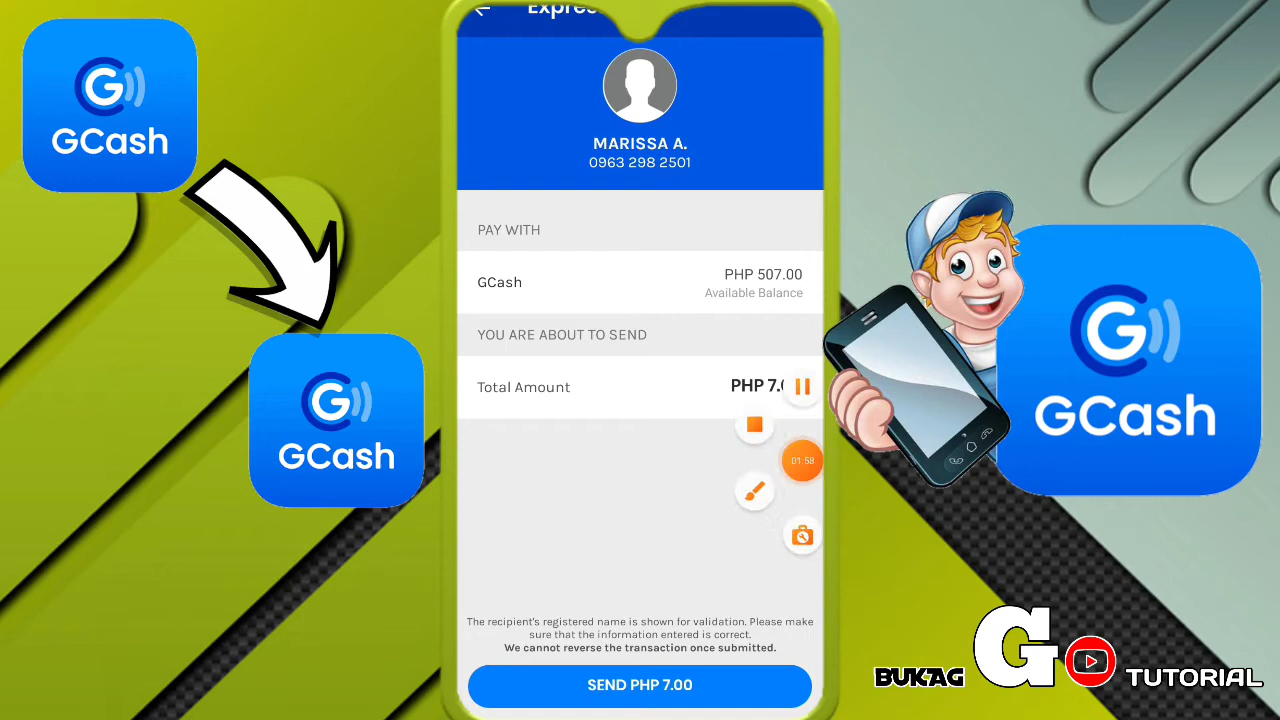 GCash
GCash
Express
MARISSA A.
0963 298 2501
PAY WITH
GCash
PHP 507.00
Available Balance
YOU ARE ABOUT TO SEND
Total Amount
PHP 7.
01:58
The recipient's registered name is shown for validation. Please make
sure that the information entered is correct.
We cannot reverse the transaction once submitted.
SEND PHP 7.00
GCash
BUKAG GO TUTORIAL